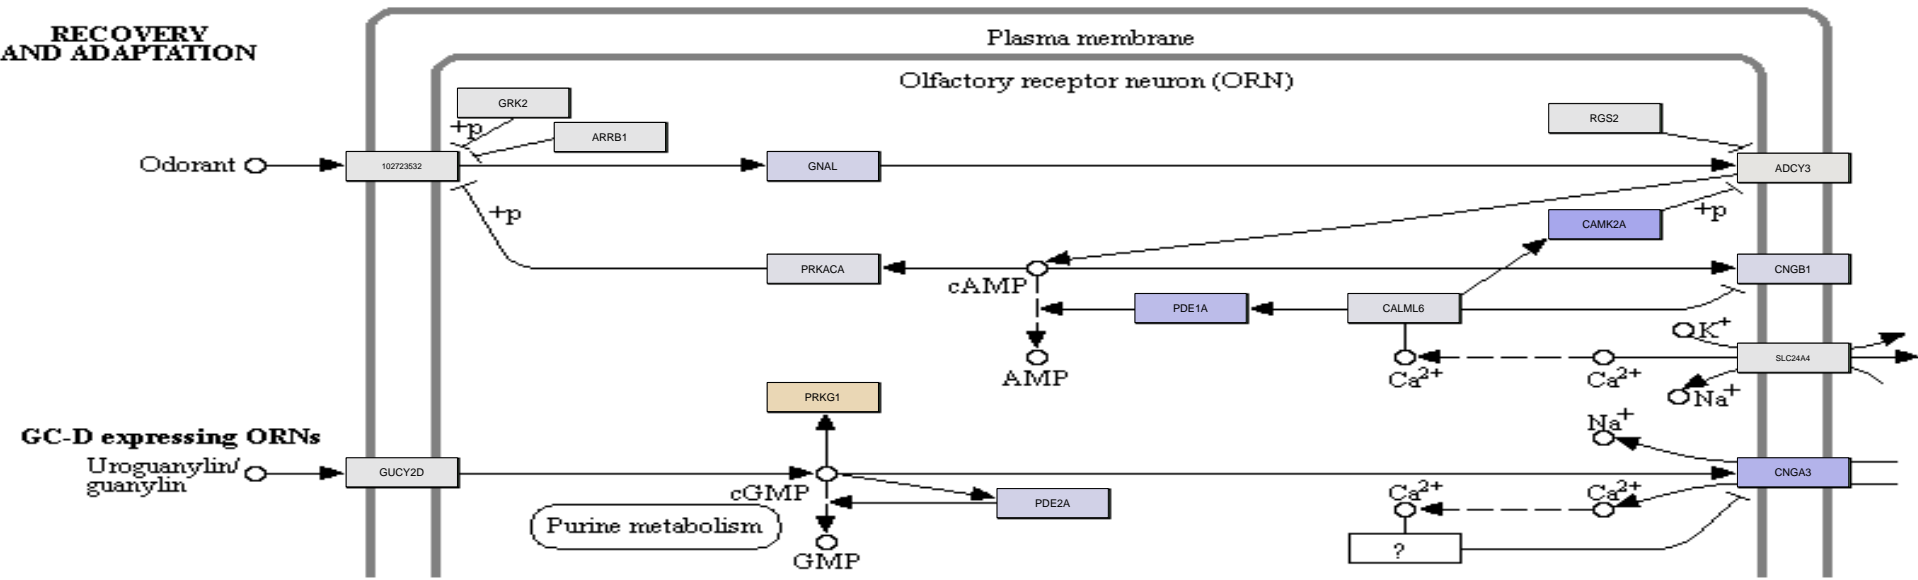 RECOVERY
AND ADAPTATION
Plasma membrane
Olfactory receptor neuron (ORN)
GRK2
+p
ARRB1
RGS2
Odorant
102723532
GNAL
ADCY3
+p
CAMK2A
+p
PRKACA
cAMP
CNGB1
PDE1A
CALML6
K+
AMP
Ca2+
Ca2+
SLC24A4
Na+
PRKG1
GC-D expressing ORNs
Na+
Uroguanylin/
guanylin
GUCY2D
CNGA3
cGMP
PDE2A
Ca2+
Ca2+
Purine metabolism
GMP
?